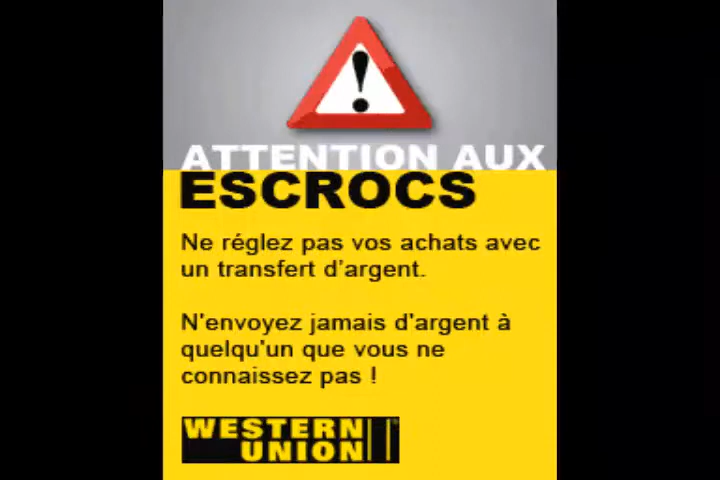 ATTENTION AUX
ESCROCS
Ne réglez pas vos achats avec
un transfert d'argent.
N'envoyez jamais d'argent à
quelqu'un que vous ne
connaissez pas !
WESTERN
UNION